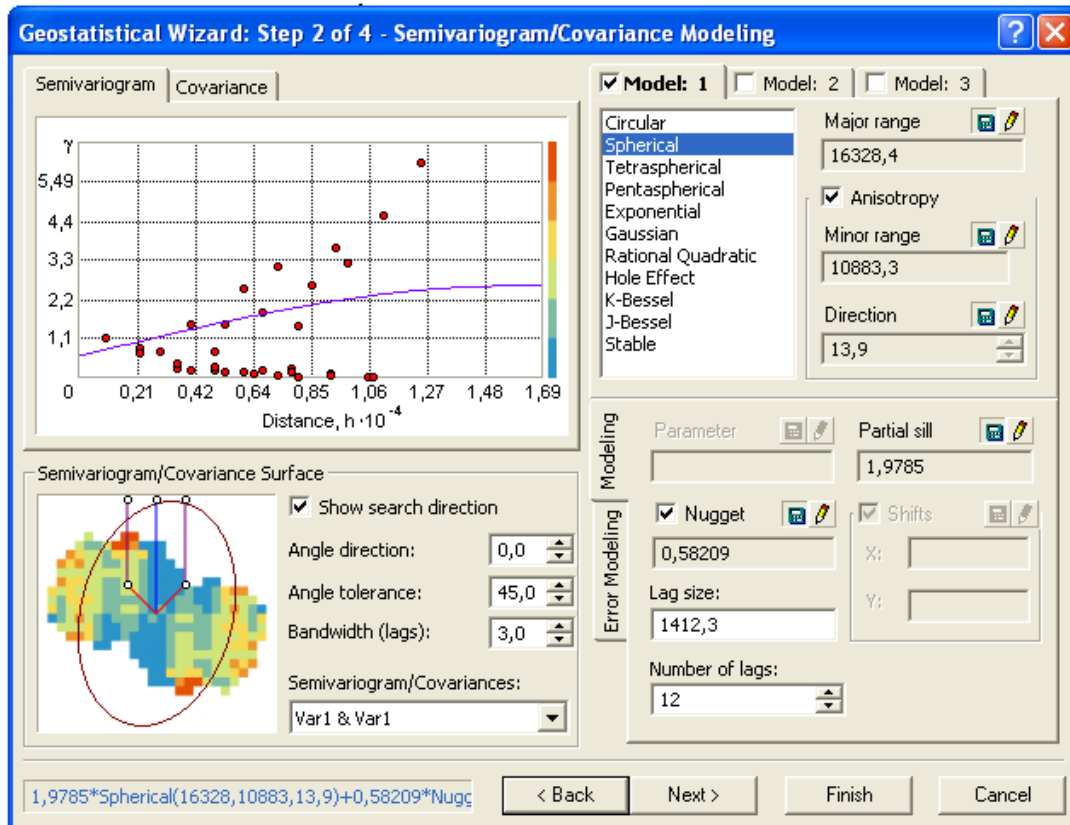 Geostatistical Wizard: Step 2 of 4 - Semivariogram/Covariance Modeling
Semivariogram
Covariance
γ
5,49
4,4
3,3
2,2
1,1
0
0,21
0,42
0,64
0,85
1,06
1,27
1,48
1,69
Distance, h·10⁻⁴
Model: 1
Model: 2
Model: 3
Circular
Spherical
Tetraspherical
Pentaspherical
Exponential
Gaussian
Rational Quadratic
Hole Effect
K-Bessel
J-Bessel
Stable
Major range
16328,4
Anisotropy
Minor range
10883,3
Direction
13,9
Semivariogram/Covariance Surface
Show search direction
Angle direction:
0,0
Angle tolerance:
45,0
Bandwidth (lags):
3,0
Semivariogram/Covariances:
Var1 & Var1
Modeling
Error Modeling
Parameter
Partial sill
1,9785
Nugget
0,58209
Shifts
X:
Y:
Lag size:
1412,3
Number of lags:
12
1,9785*Spherical(16328,10883,13,9)+0,58209*Nugg
< Back
Next >
Finish
Cancel